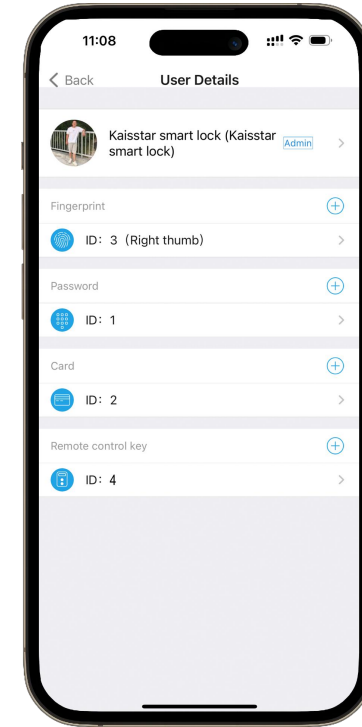 11:08
Back
User Details
Kaisstar smart lock (Kaisstar
smart lock)
Admin
Fingerprint
ID：3（Right thumb）
Password
ID：1
Card
ID：2
Remote control key
ID：4